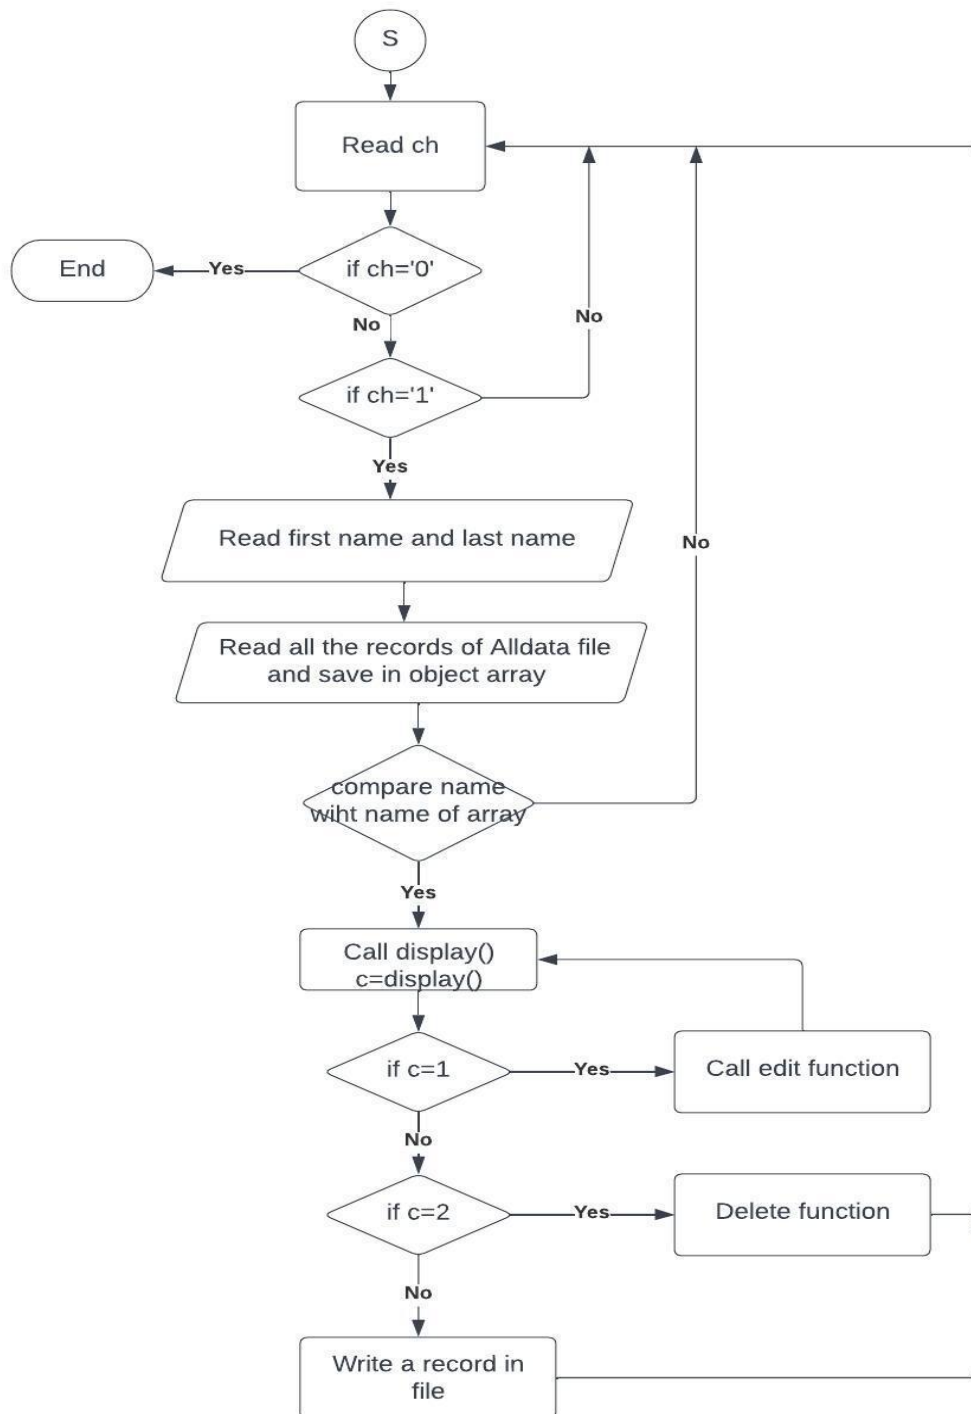 S
Read ch
if ch='0'
Yes
End
No
No
if ch='1'
Yes
Read first name and last name
No
Read all the records of Alldata file
and save in object array
compare name
wiht name of array
Yes
Call display()
c=display()
if c=1
Yes
Call edit function
No
if c=2
Yes
Delete function
No
Write a record in
file